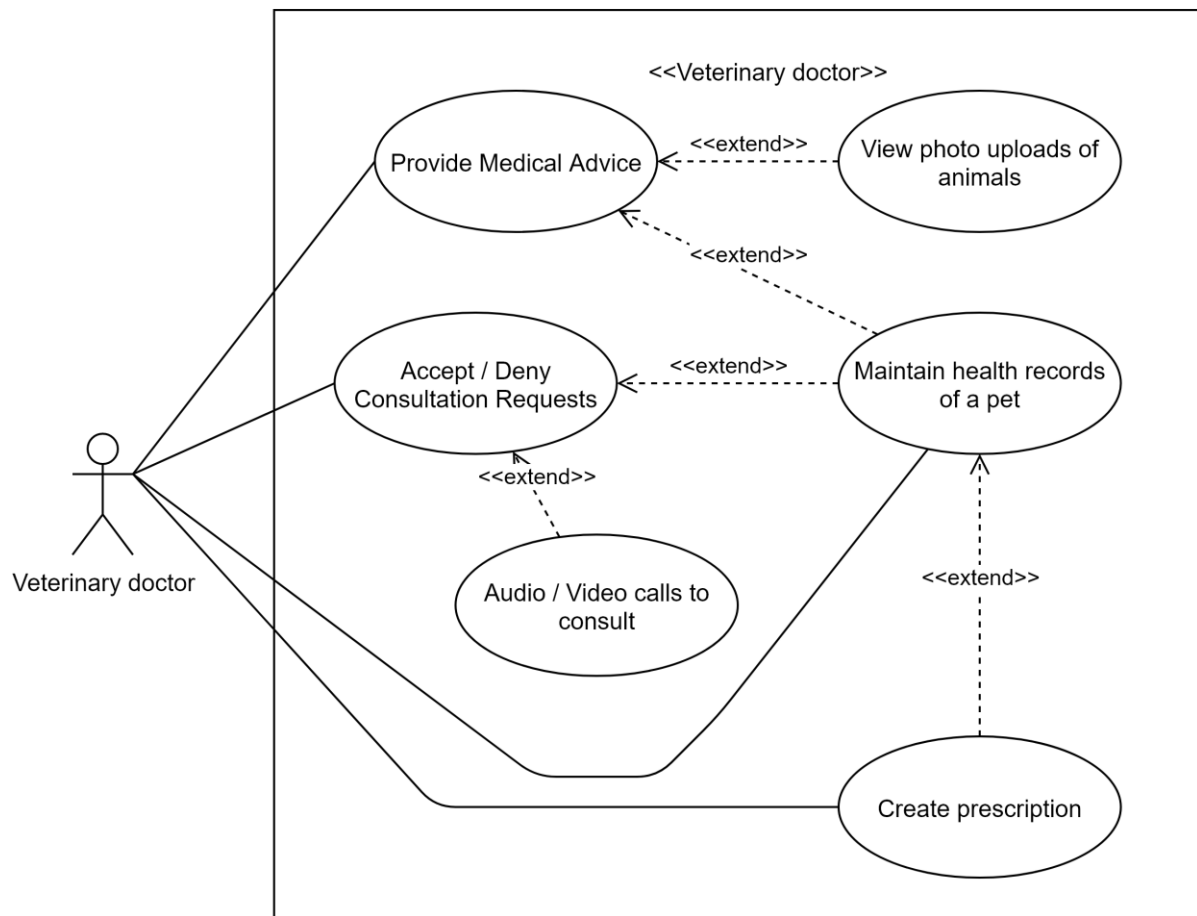 <<Veterinary doctor>>
Provide Medical Advice
<<extend>>
View photo uploads of
animals
<<extend>>
Accept / Deny
Consultation Requests
<<extend>>
Maintain health records
of a pet
<<extend>>
Veterinary doctor
Audio / Video calls to
consult
<<extend>>
Create prescription